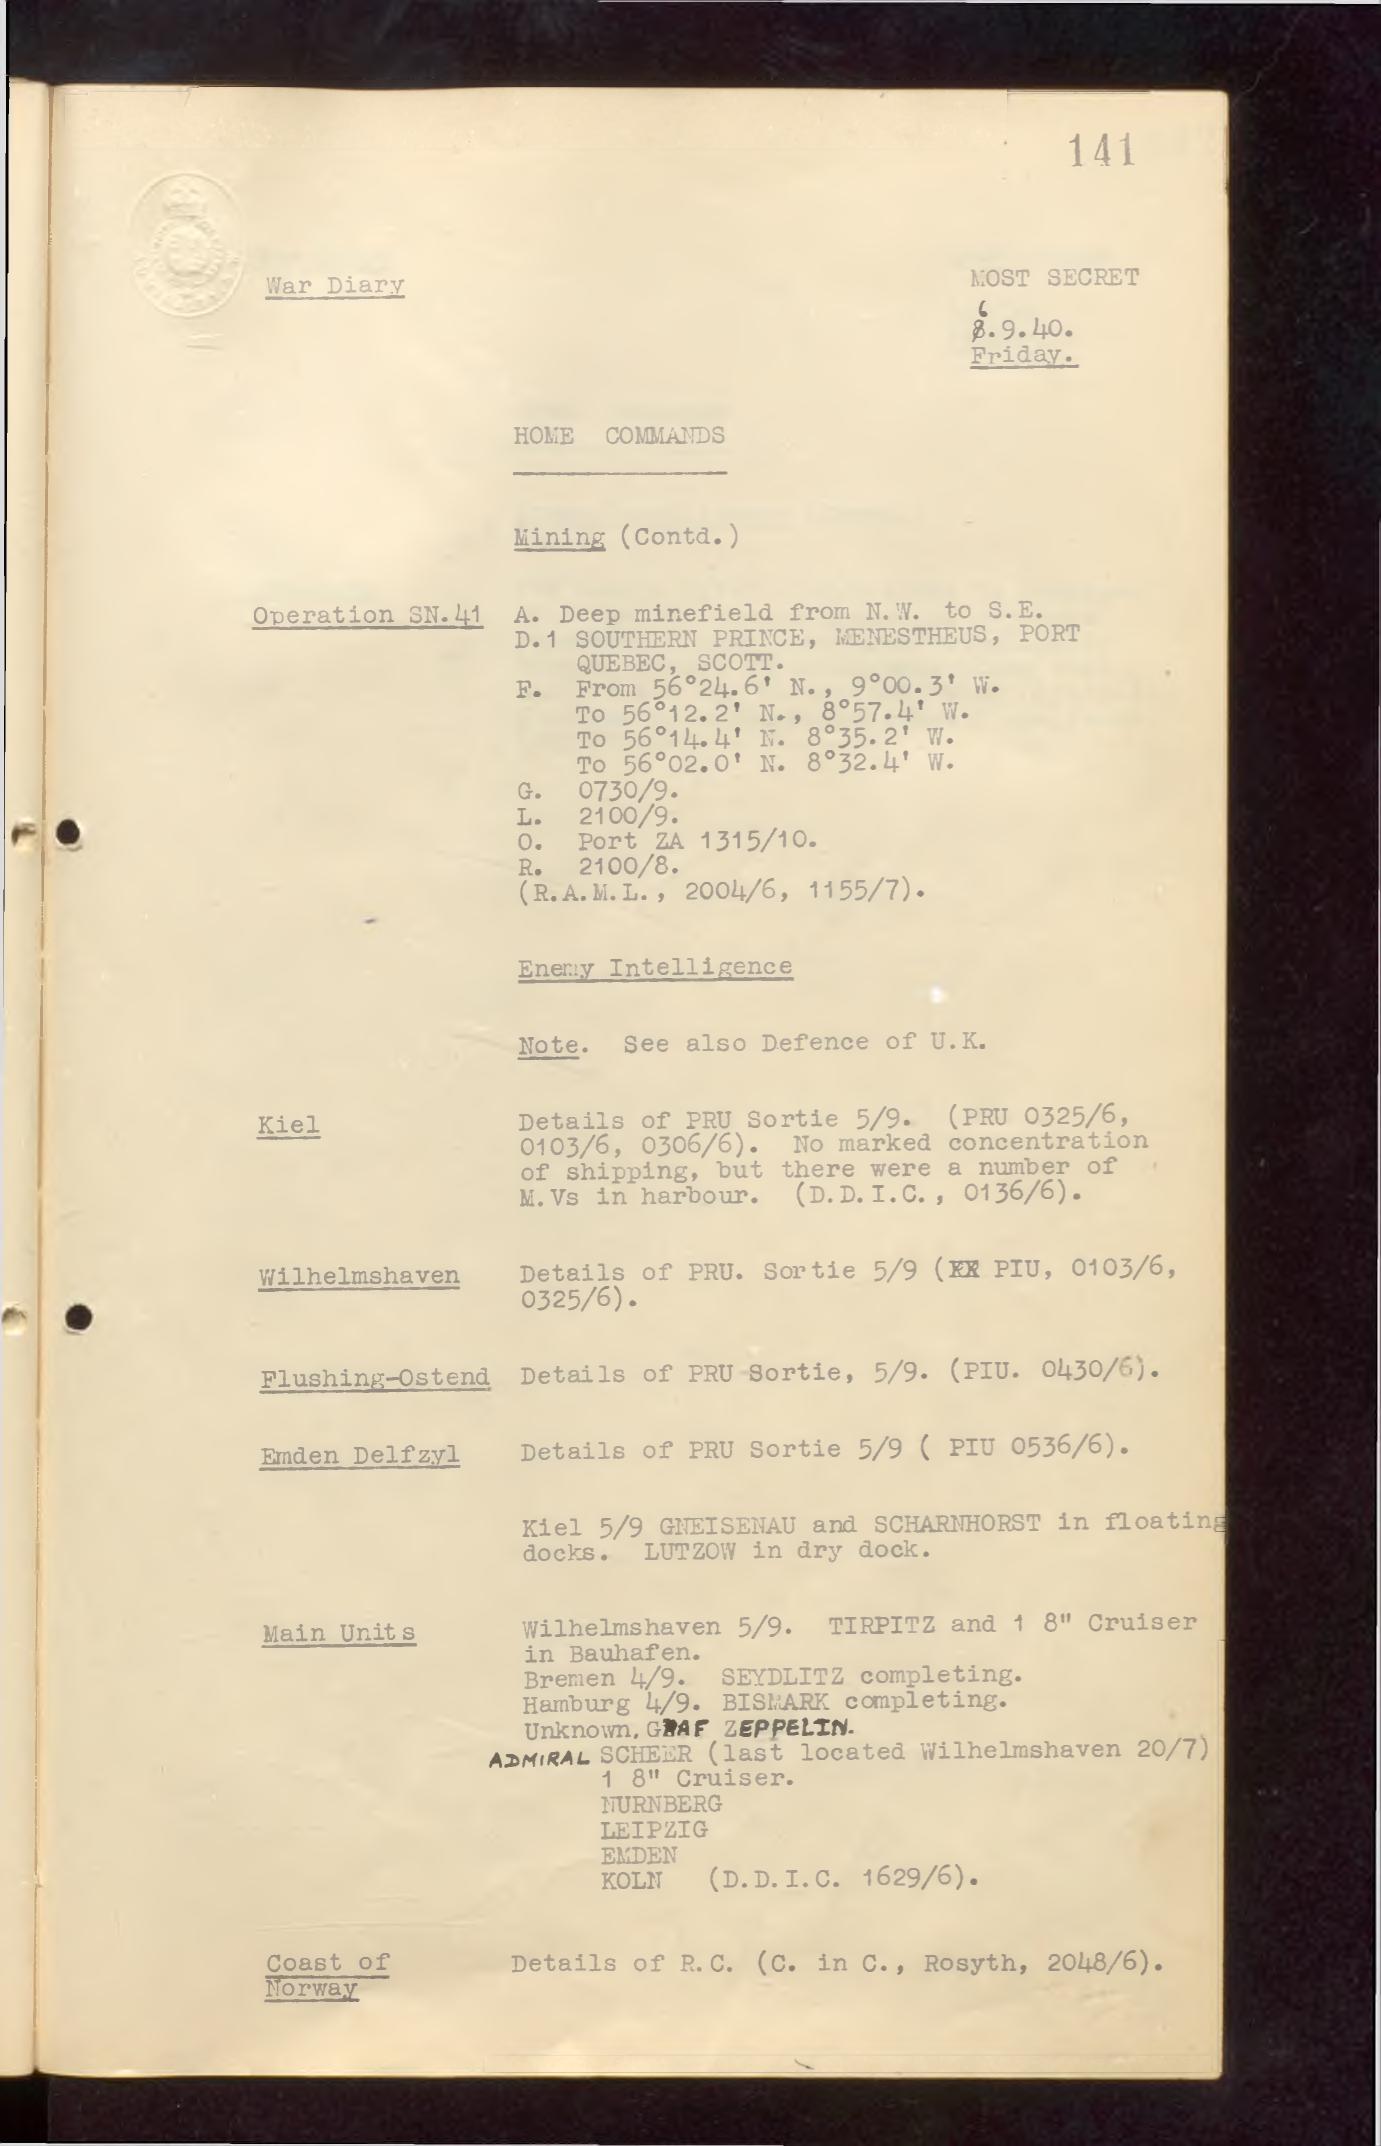 141
War Diary
MOST SECRET
6
8.9.40.
Friday.
HOME COMMANDS
Mining (Contd.)
Operation SN.41 A. Deep minefield from N.W. to S.E.
D.1 SOUTHERN PRINCE, MENESTHEUS, PORT
QUEBEC, SCOTT.
F. From 56°24.6' N., 9°00.3' W.
To 56°12.2' N., 8°57.4' W.
To 56°14.4' N. 8°35.2' W.
To 56°02.0' N. 8°32.4' W.
G. 0730/9.
L. 2100/9.
O. Port ZA 1315/10.
R. 2100/8.
(R.A.M.L., 2004/6, 1155/7).
Enemy Intelligence
Note. See also Defence of U.K.
Kiel Details of PRU Sortie 5/9. (PRU 0325/6,
0103/6, 0306/6). No marked concentration
of shipping, but there were a number of
M.Vs in harbour. (D.D.I.C., 0136/6).
Wilhelmshaven Details of PRU. Sortie 5/9 (XX PIU, 0103/6,
0325/6).
Flushing-Ostend Details of PRU Sortie, 5/9. (PIU. 0430/6).
Emden Delfzyl Details of PRU Sortie 5/9 ( PIU 0536/6).
Kiel 5/9 GNEISENAU and SCHARNHORST in floating
docks. LUTZOW in dry dock.
Main Units Wilhelmshaven 5/9. TIRPITZ and 1 8" Cruiser
in Bauhafen.
Bremen 4/9. SEYDLITZ completing.
Hamburg 4/9. BISMARK completing.
Unknown. GRAF ZEPPELIN.
ADMIRAL SCHEER (last located Wilhelmshaven 20/7)
1 8" Cruiser.
NURNBERG
LEIPZIG
EMDEN
KOLN (D.D.I.C. 1629/6).
Coast of Details of R.C. (C. in C., Rosyth, 2048/6).
Norway